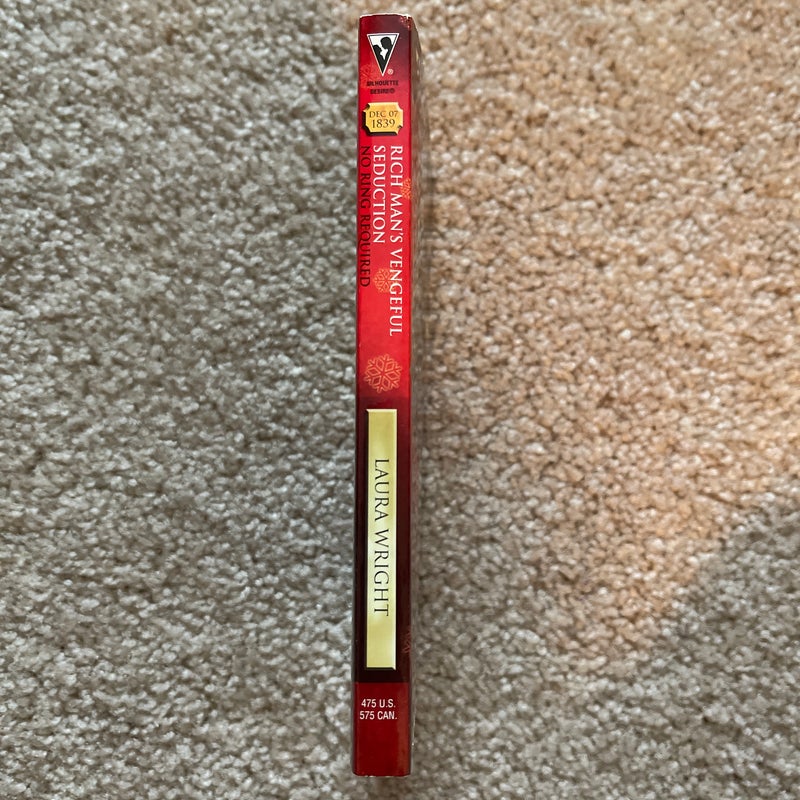 ®
SILHOUETTE
DESIRE®
DEC 07
1839
RICH MAN'S VENGEFUL
SEDUCTION
NO RING REQUIRED
LAURA WRIGHT
475 U.S.
575 CAN.